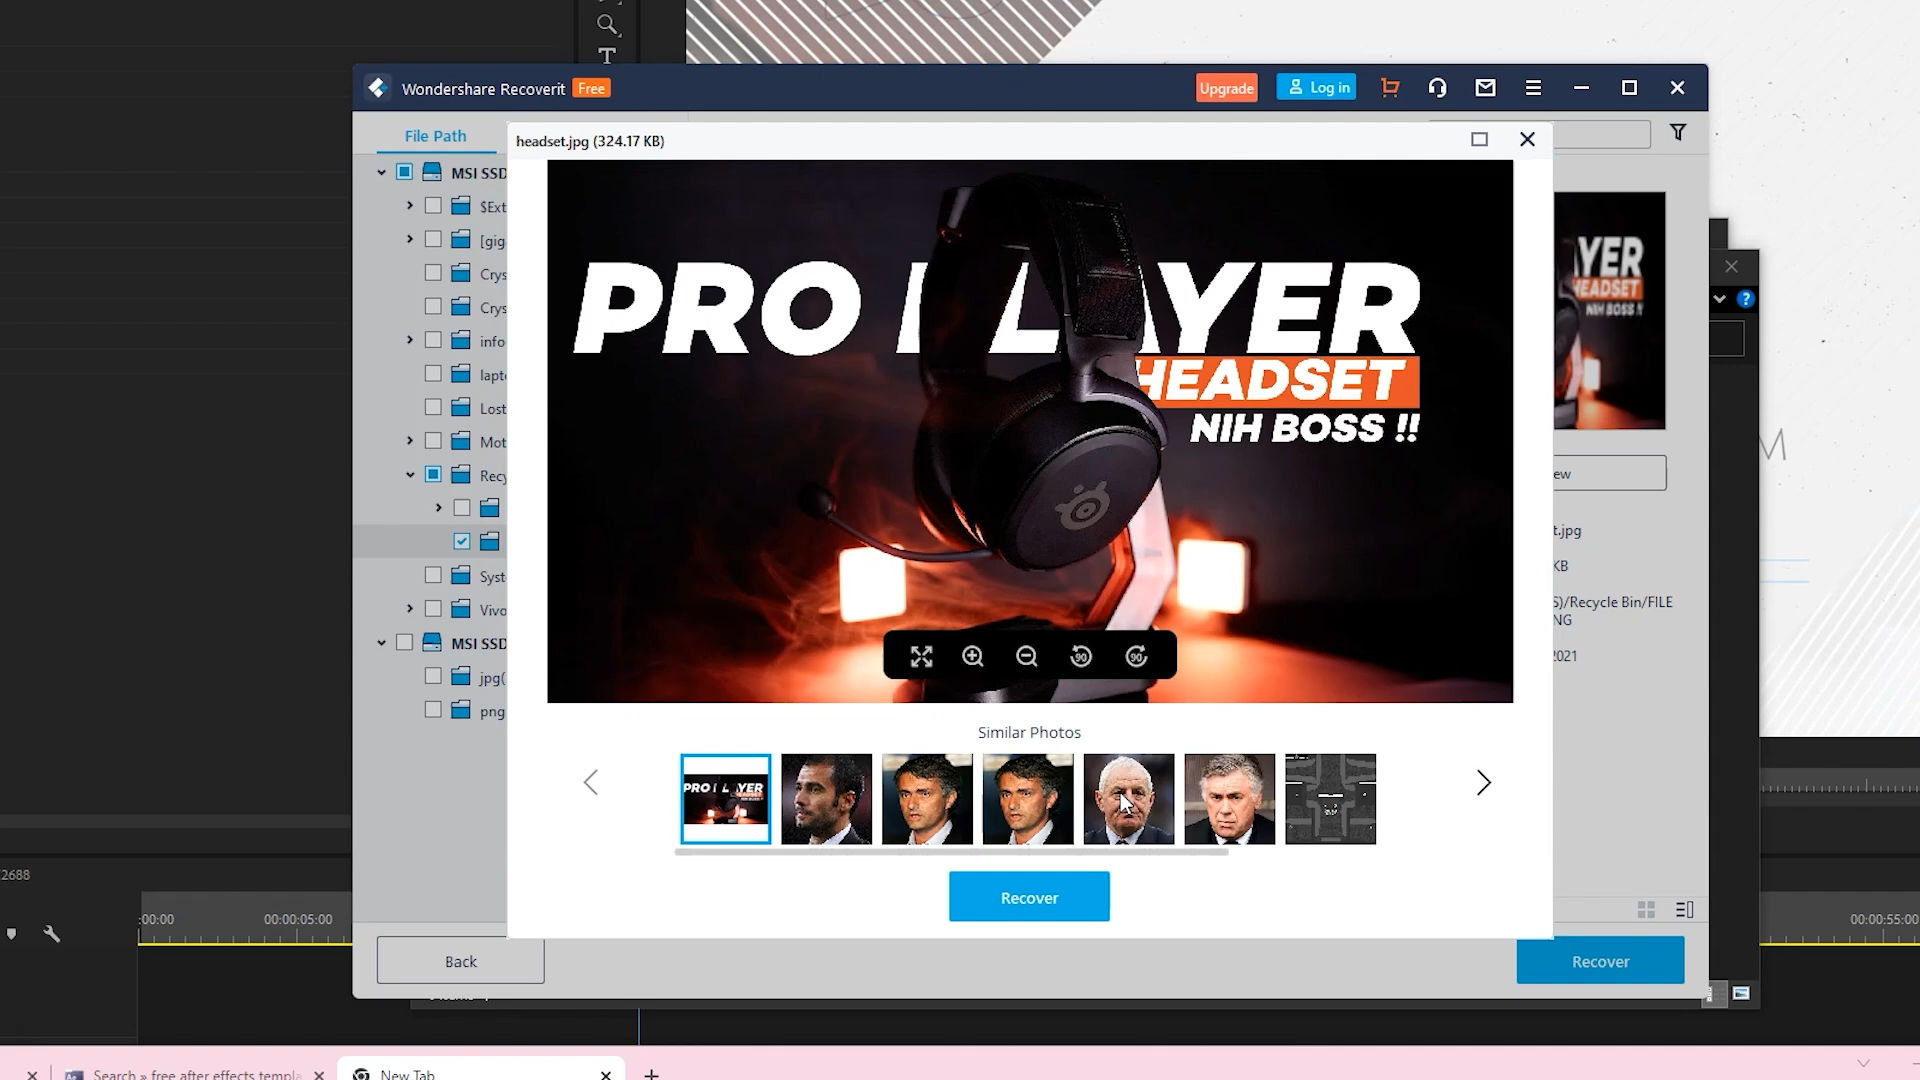 Wondershare Recoverit Free
Upgrade
Log in
File Path
headset.jpg (324.17 KB)
MSI SSD
$Ext
[gig
Crys
Crys
info
lapt
Lost
Mot
Recy
Syst
Vivo
MSI SSD
jpg(
png
PRO PLAYER
HEADSET
NIH BOSS !!
YER
HEADSET
NIH BOSS !!
ew
t.jpg
KB
S)/Recycle Bin/FILE
NG
2021
M
90
90
Similar Photos
Recover
Back
Recover
2688
:00:00
00:00:05:00
00:00:55:00
Search » free after effects templa
New Tab